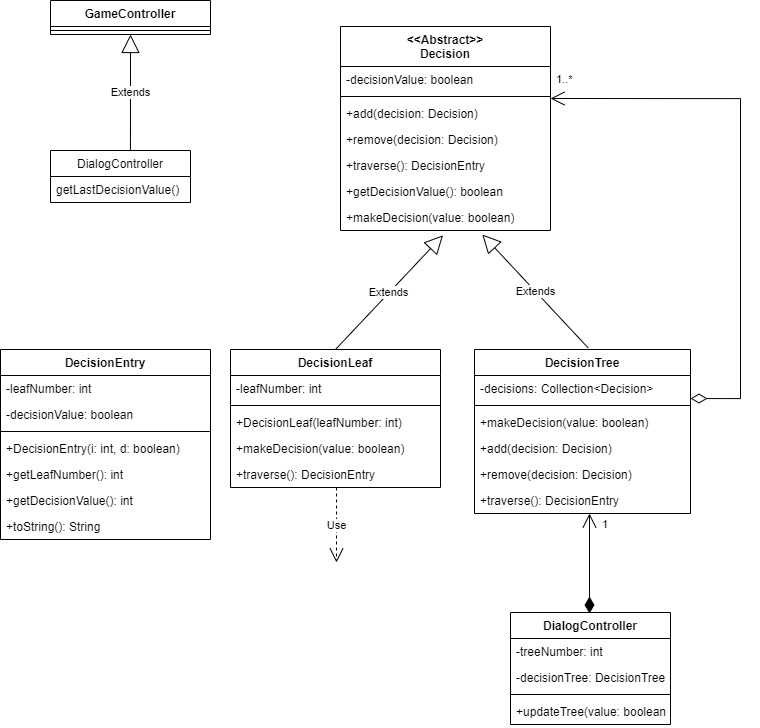 GameController
Extends
DialogController
getLastDecisionValue()
<<Abstract>>
Decision
-decisionValue: boolean
+add(decision: Decision)
+remove(decision: Decision)
+traverse(): DecisionEntry
+getDecisionValue(): boolean
+makeDecision(value: boolean)
1..*
Extends
Extends
DecisionEntry
-leafNumber: int
-decisionValue: boolean
+DecisionEntry(i: int, d: boolean)
+getLeafNumber(): int
+getDecisionValue(): int
+toString(): String
DecisionLeaf
-leafNumber: int
+DecisionLeaf(leafNumber: int)
+makeDecision(value: boolean)
+traverse(): DecisionEntry
Use
DecisionTree
-decisions: Collection<Decision>
+makeDecision(value: boolean)
+add(decision: Decision)
+remove(decision: Decision)
+traverse(): DecisionEntry
1
DialogController
-treeNumber: int
-decisionTree: DecisionTree
+updateTree(value: boolean